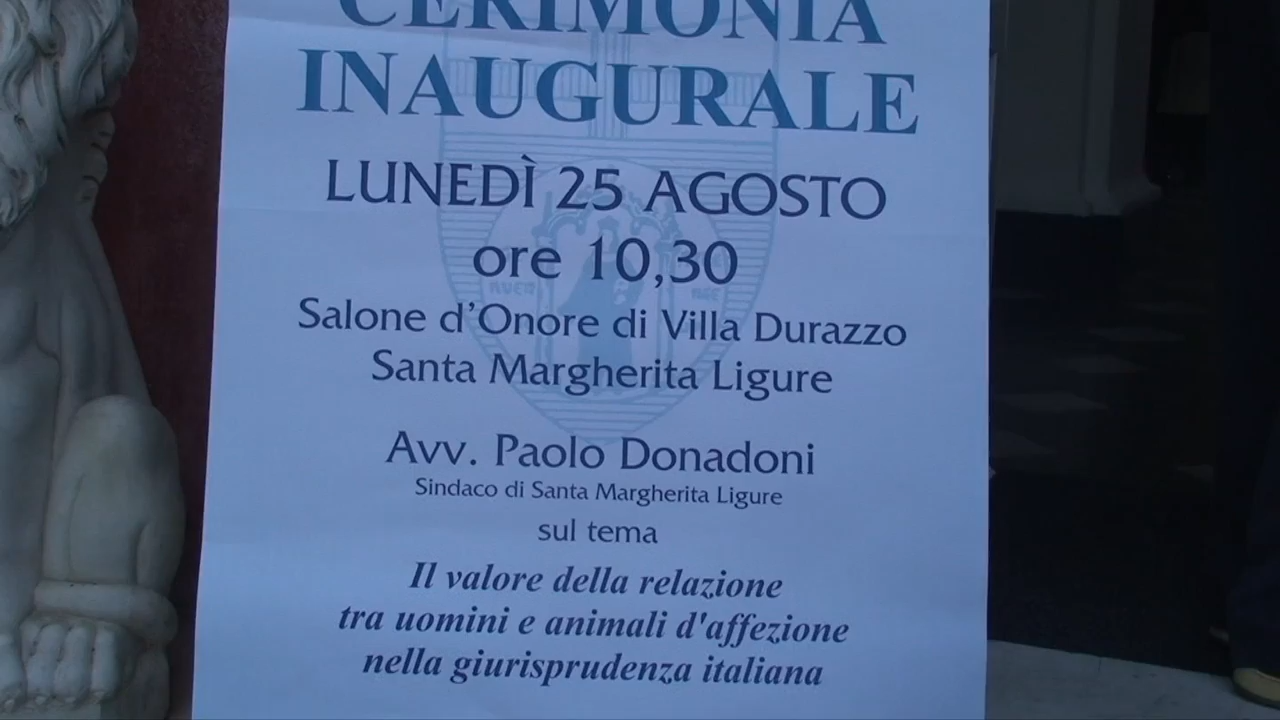 CERIMONIA
INAUGURALE
LUNEDÌ 25 AGOSTO
ore 10,30
Salone d'Onore di Villa Durazzo
Santa Margherita Ligure
Avv. Paolo Donadoni
Sindaco di Santa Margherita Ligure
sul tema
Il valore della relazione
tra uomini e animali d'affezione
nella giurisprudenza italiana